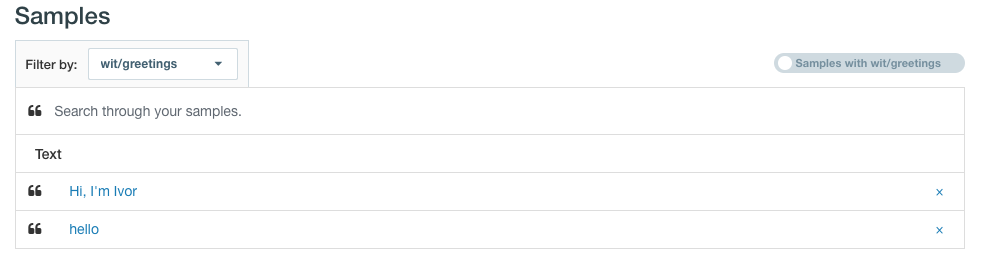 Samples
Filter by: wit/greetings
Samples with wit/greetings
Search through your samples.
Text
Hi, I'm Ivor ×
hello ×